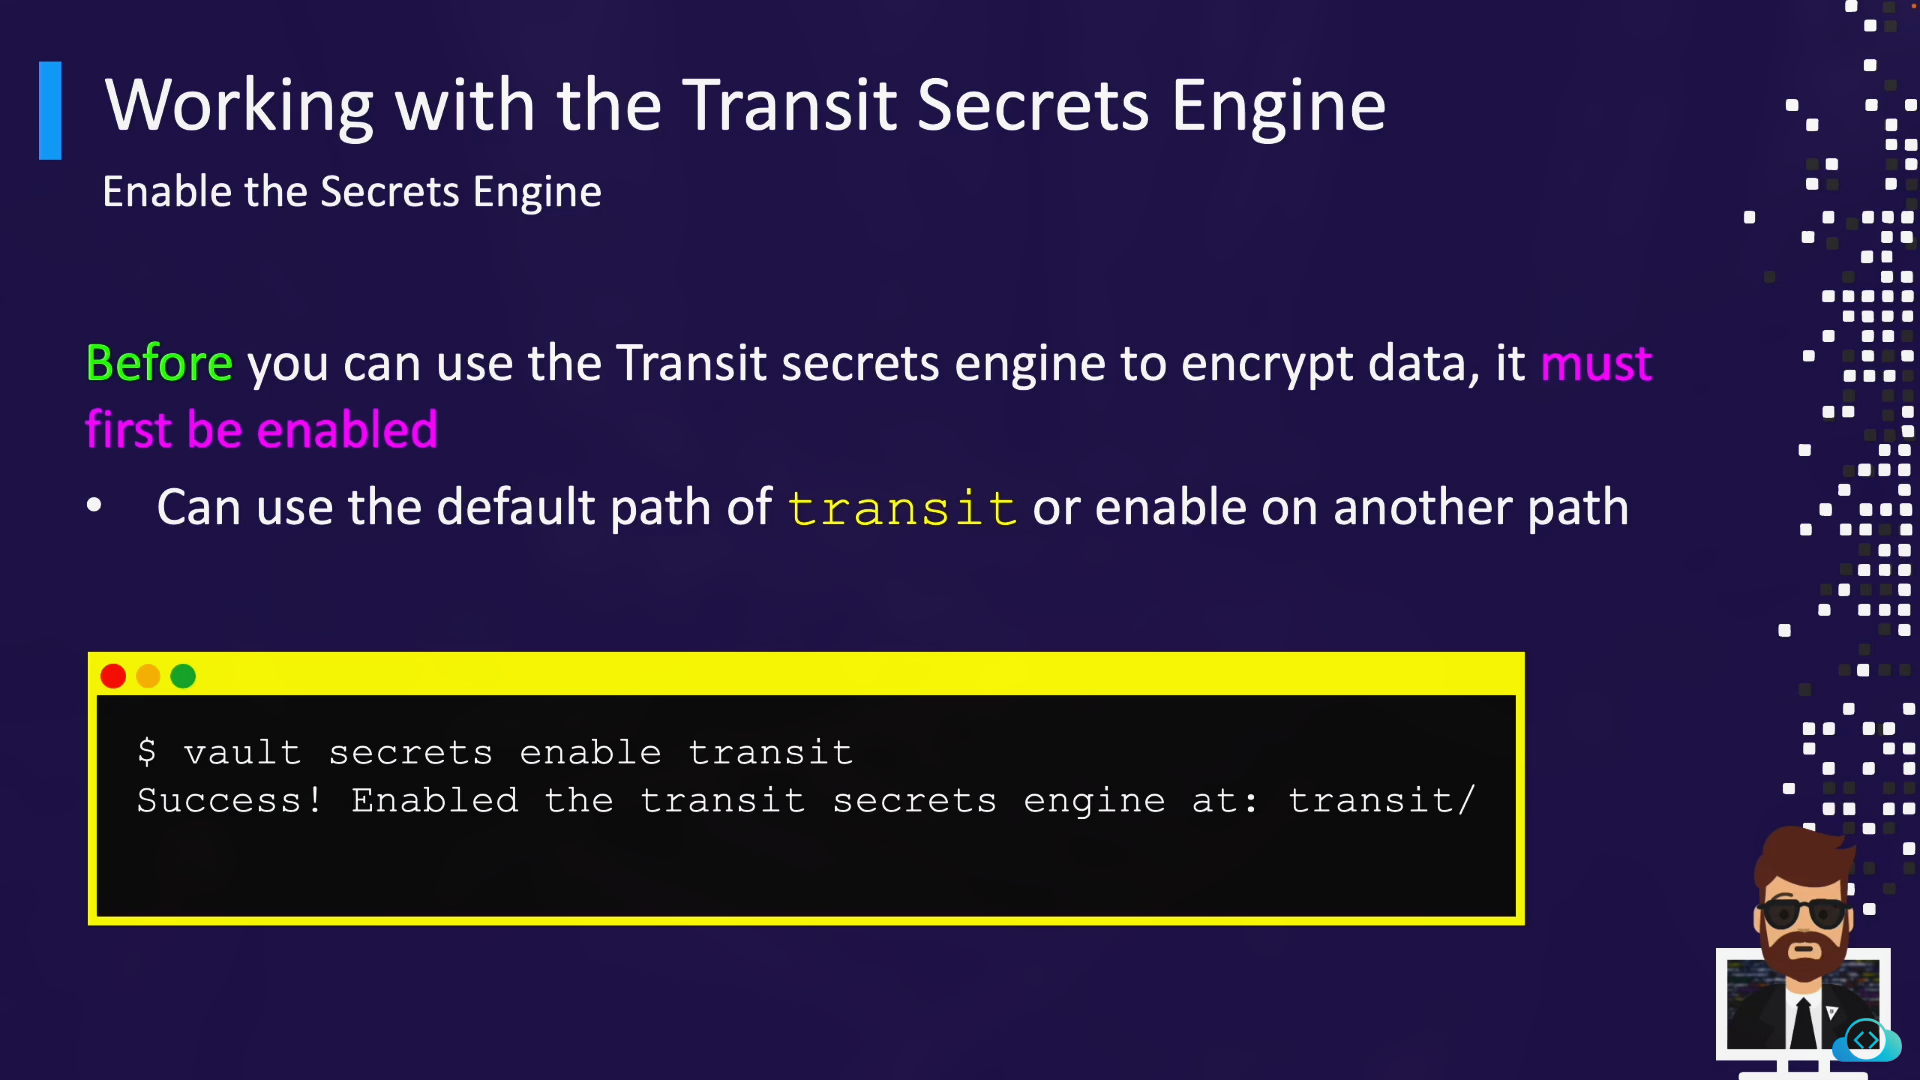 Working with the Transit Secrets Engine
Enable the Secrets Engine
Before you can use the Transit secrets engine to encrypt data, it must
first be enabled
• Can use the default path of transit or enable on another path
$ vault secrets enable transit
Success! Enabled the transit secrets engine at: transit/